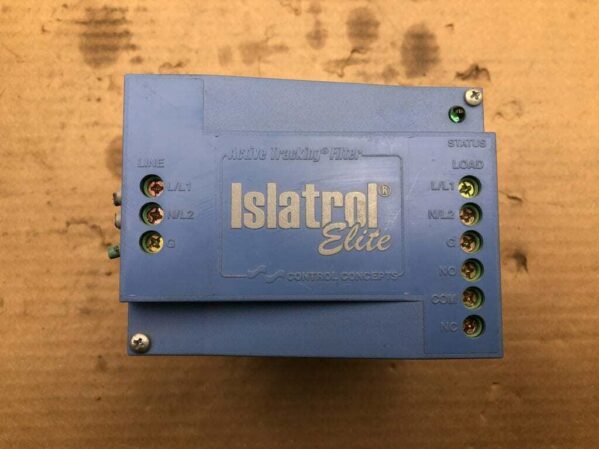 Active Tracking® Filter
STATUS
LINE
LOAD
L/L1
L/L1
Islatrol®
Elite
N/L2
N/L2
G
G
CONTROL CONCEPTS
NO
COM
NC